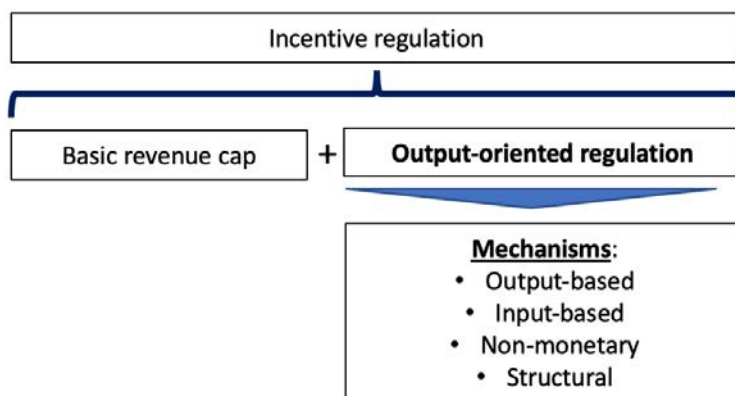 Incentive regulation
Basic revenue cap + Output-oriented regulation
Mechanisms:
• Output-based
• Input-based
• Non-monetary
• Structural